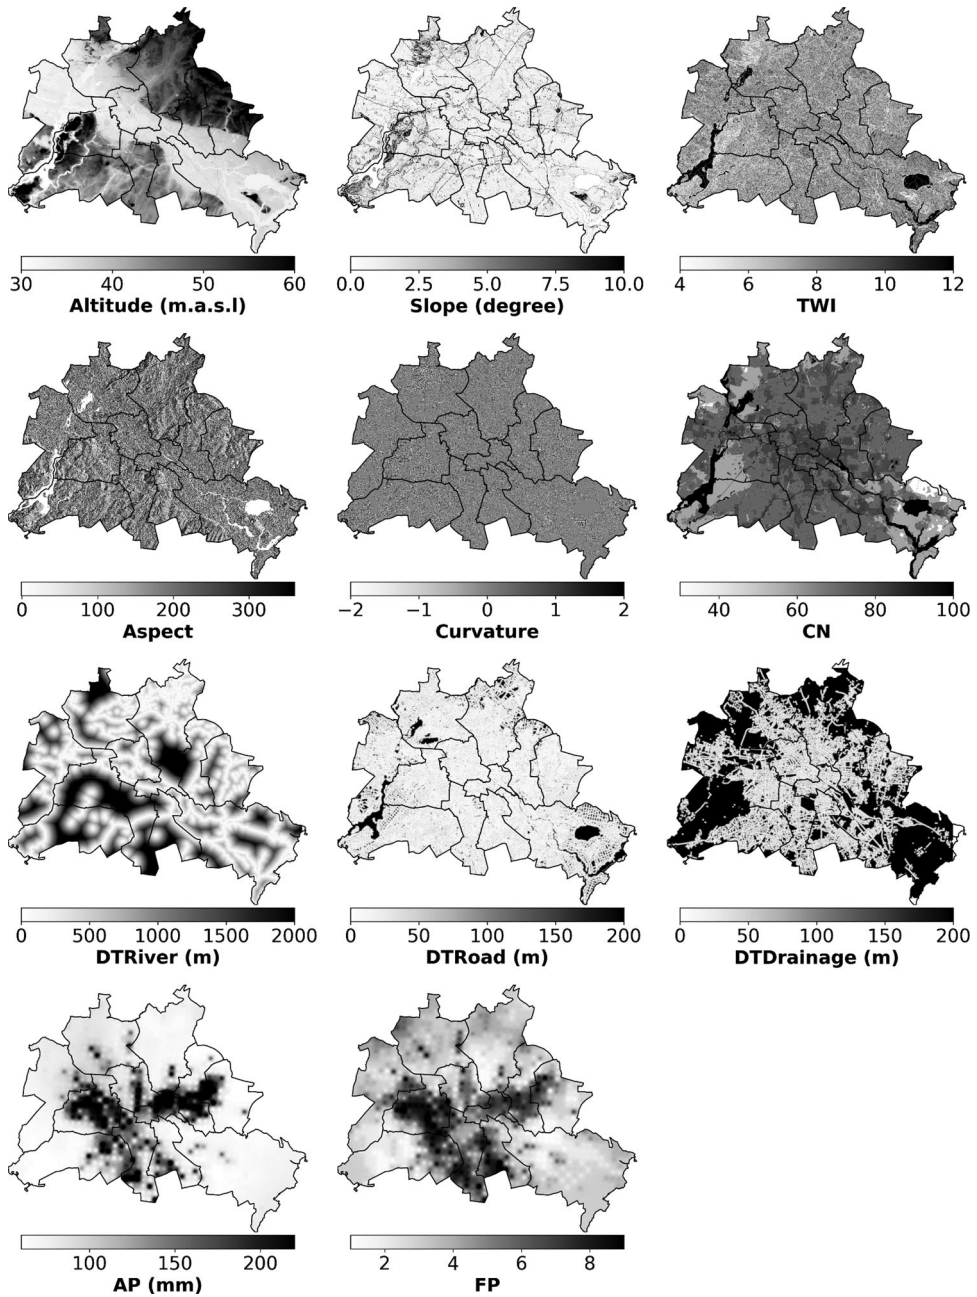 30 40 50 60
Altitude (m.a.s.l)
0.0 2.5 5.0 7.5 10.0
Slope (degree)
4 6 8 10 12
TWI
0 100 200 300
Aspect
−2 −1 0 1 2
Curvature
40 60 80 100
CN
0 500 1000 1500 2000
DTRiver (m)
0 50 100 150 200
DTRoad (m)
0 50 100 150 200
DTDrainage (m)
100 150 200
AP (mm)
2 4 6 8
FP